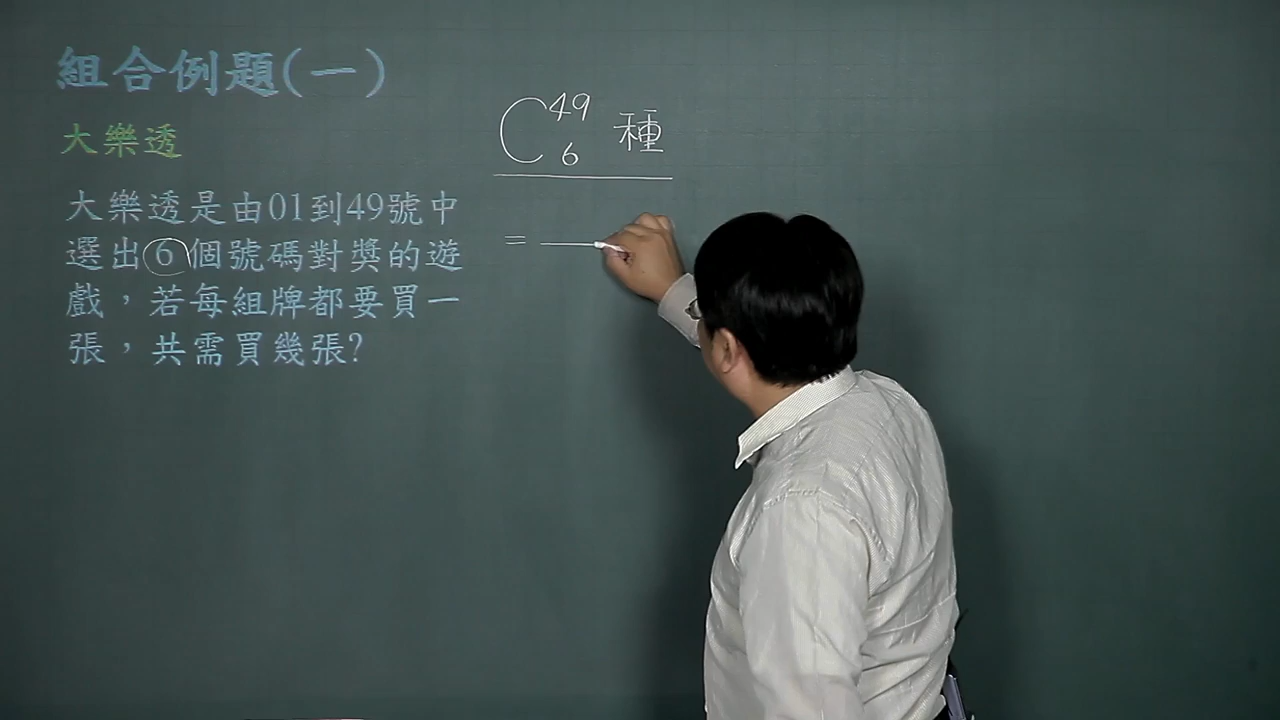 組合例題(一)
大樂透
大樂透是由01到49號中
選出6個號碼對獎的遊
戲，若每組牌都要買一
張，共需買幾張?
C 49 6 種
=